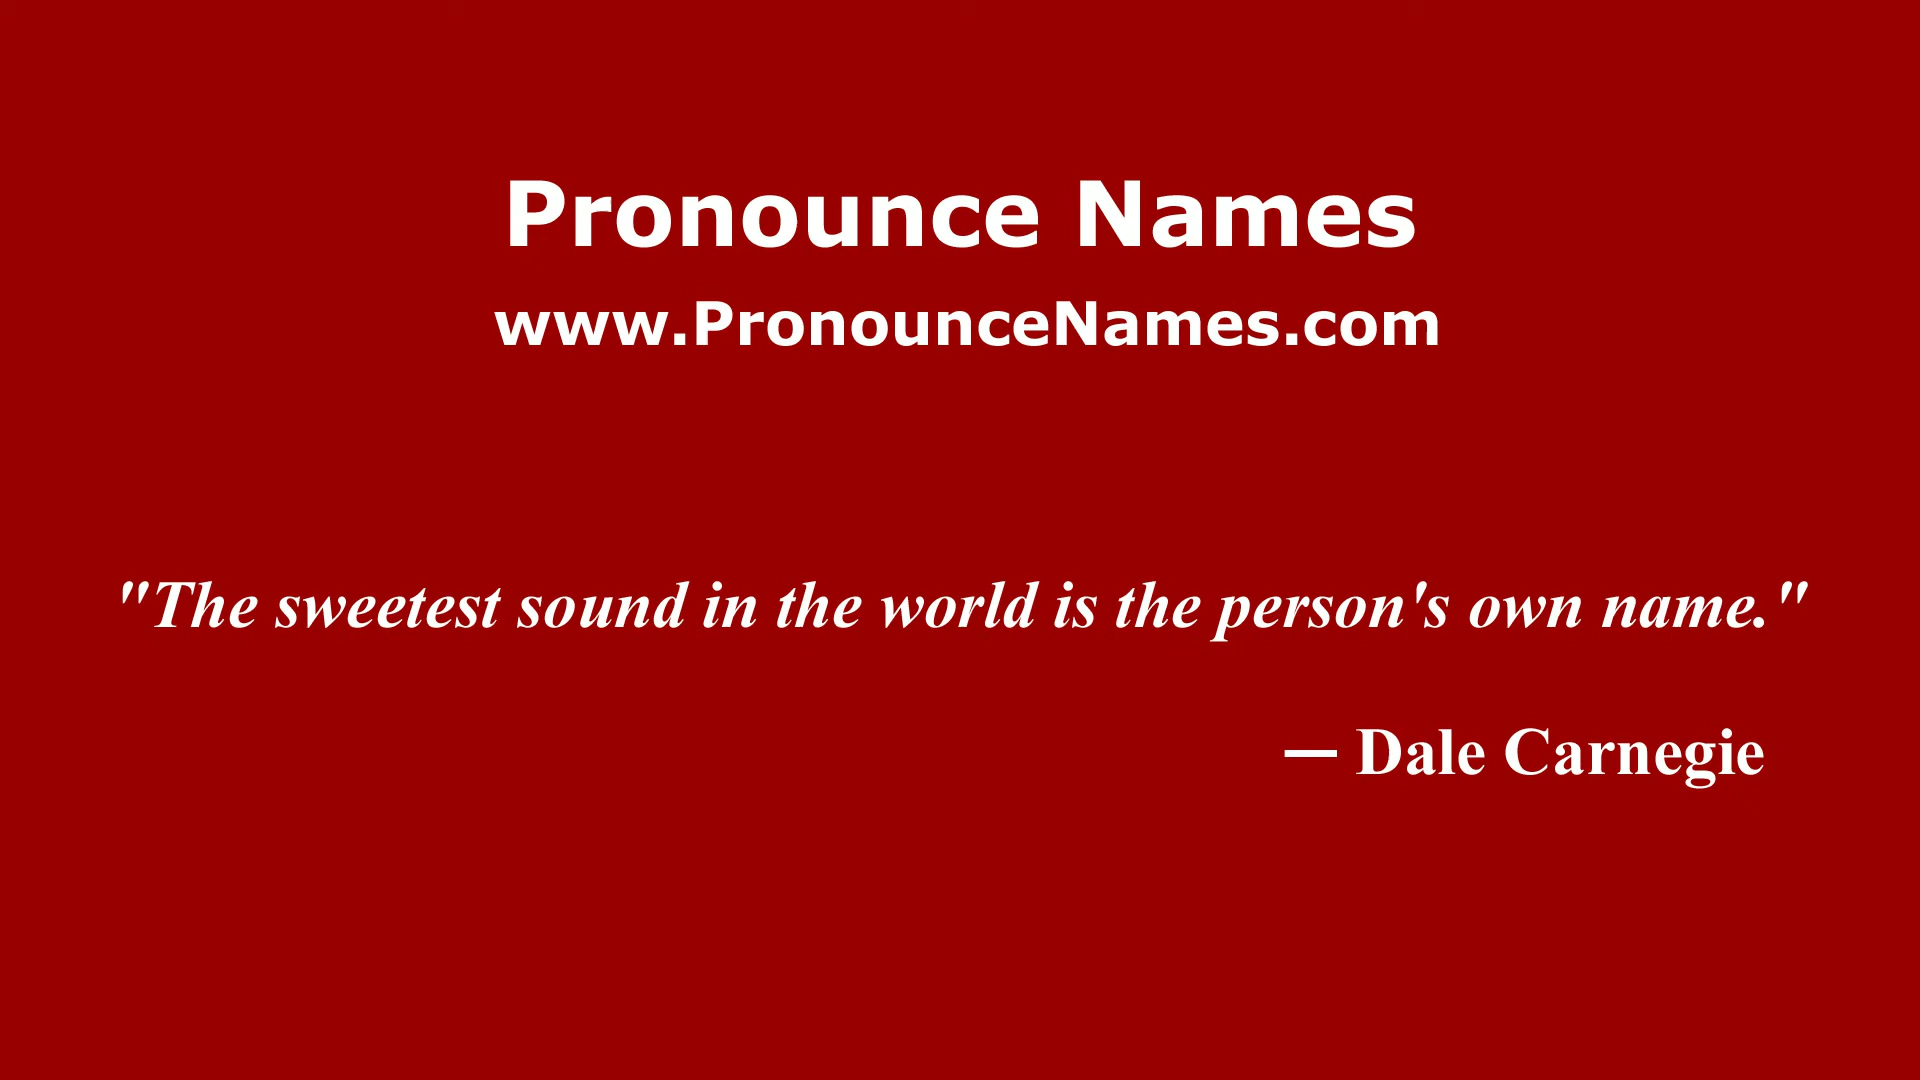 Pronounce Names
www.PronounceNames.com
"The sweetest sound in the world is the person's own name."
— Dale Carnegie